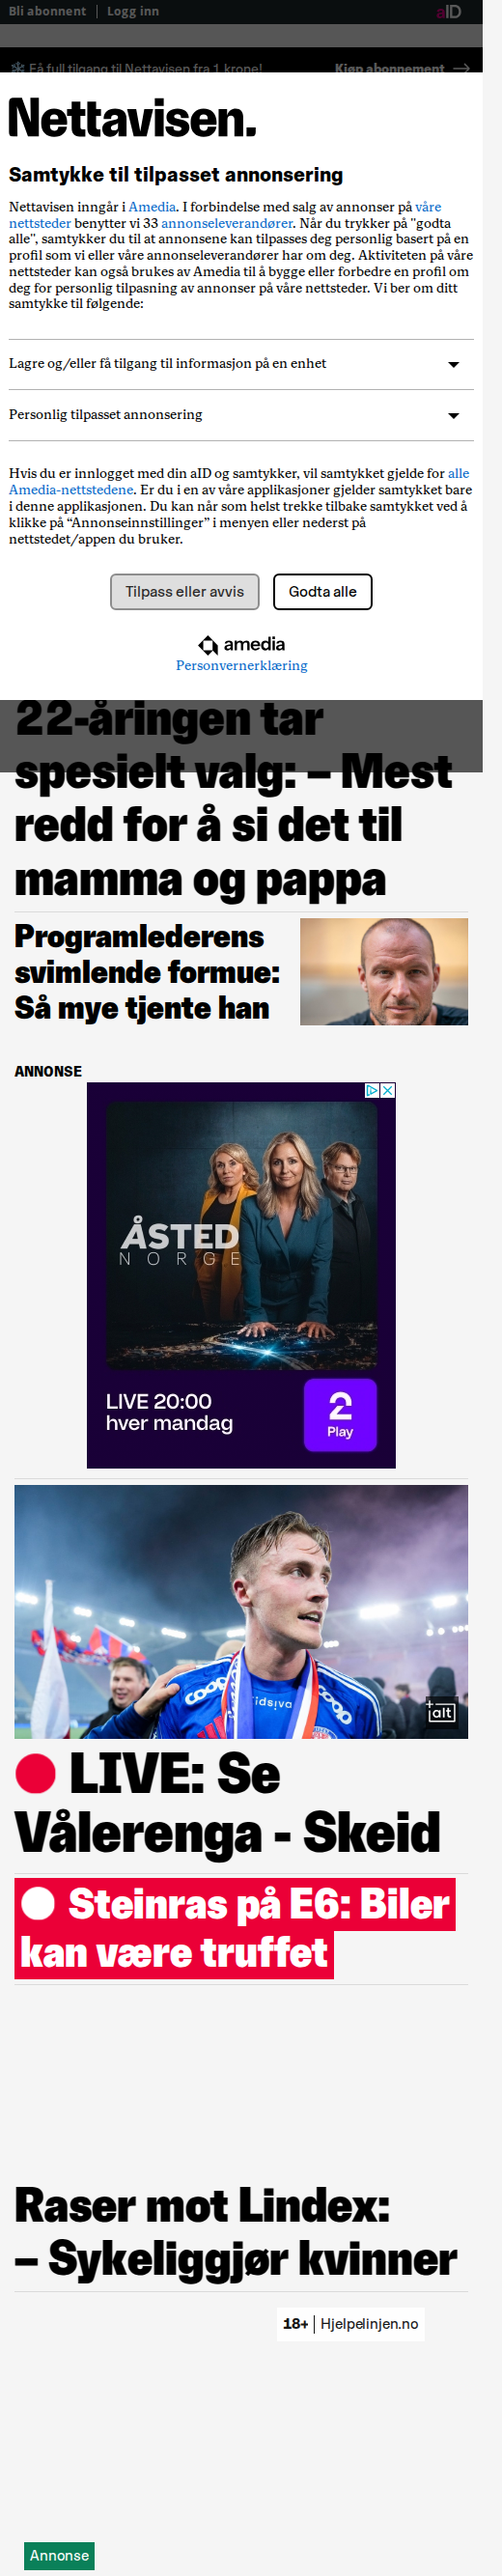 Bli abonnent | Logg inn
aID
Få full tilgang til Nettavisen fra 1 krone!
Kjøp abonnement →
Nettavisen.
Samtykke til tilpasset annonsering
Nettavisen inngår i Amedia. I forbindelse med salg av annonser på våre
nettsteder benytter vi 33 annonseleverandører. Når du trykker på "godta
alle", samtykker du til at annonsene kan tilpasses deg personlig basert på en
profil som vi eller våre annonseleverandører har om deg. Aktiviteten på våre
nettsteder kan også brukes av Amedia til å bygge eller forbedre en profil om
deg for personlig tilpasning av annonser på våre nettsteder. Vi ber om ditt
samtykke til følgende:
Lagre og/eller få tilgang til informasjon på en enhet
Personlig tilpasset annonsering
Hvis du er innlogget med din aID og samtykker, vil samtykket gjelde for alle
Amedia-nettstedene. Er du i en av våre applikasjoner gjelder samtykket bare
i denne applikasjonen. Du kan når som helst trekke tilbake samtykket ved å
klikke på “Annonseinnstillinger” i menyen eller nederst på
nettstedet/appen du bruker.
Tilpass eller avvis
Godta alle
amedia
Personvernerklæring
22-åringen tar
spesielt valg: – Mest
redd for å si det til
mamma og pappa
Programlederens
svimlende formue:
Så mye tjente han
ANNONSE
ÅSTED
NORGE
LIVE 20:00
hver mandag
2
Play
coop
Tidsiva
coop
+alt
LIVE: Se
Vålerenga - Skeid
Steinras på E6: Biler
kan være truffet
Raser mot Lindex:
– Sykeliggjør kvinner
18+ | Hjelpelinjen.no
Annonse